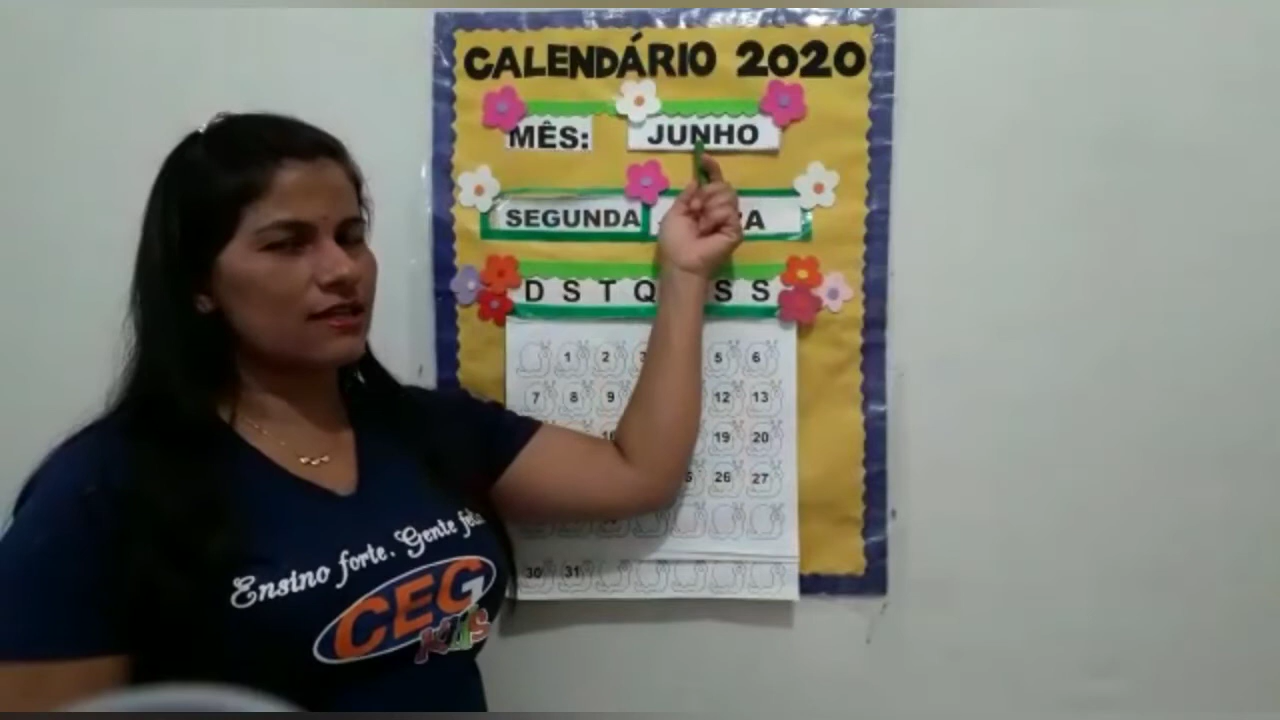 CALENDÁRIO 2020
MÊS: JUNHO
SEGUNDA
D S T Q S S
1 2 3 5 6
7 8 9 12 13
19 20
26 27
30 31
Ensino forte. Gente
CEG
KIDS